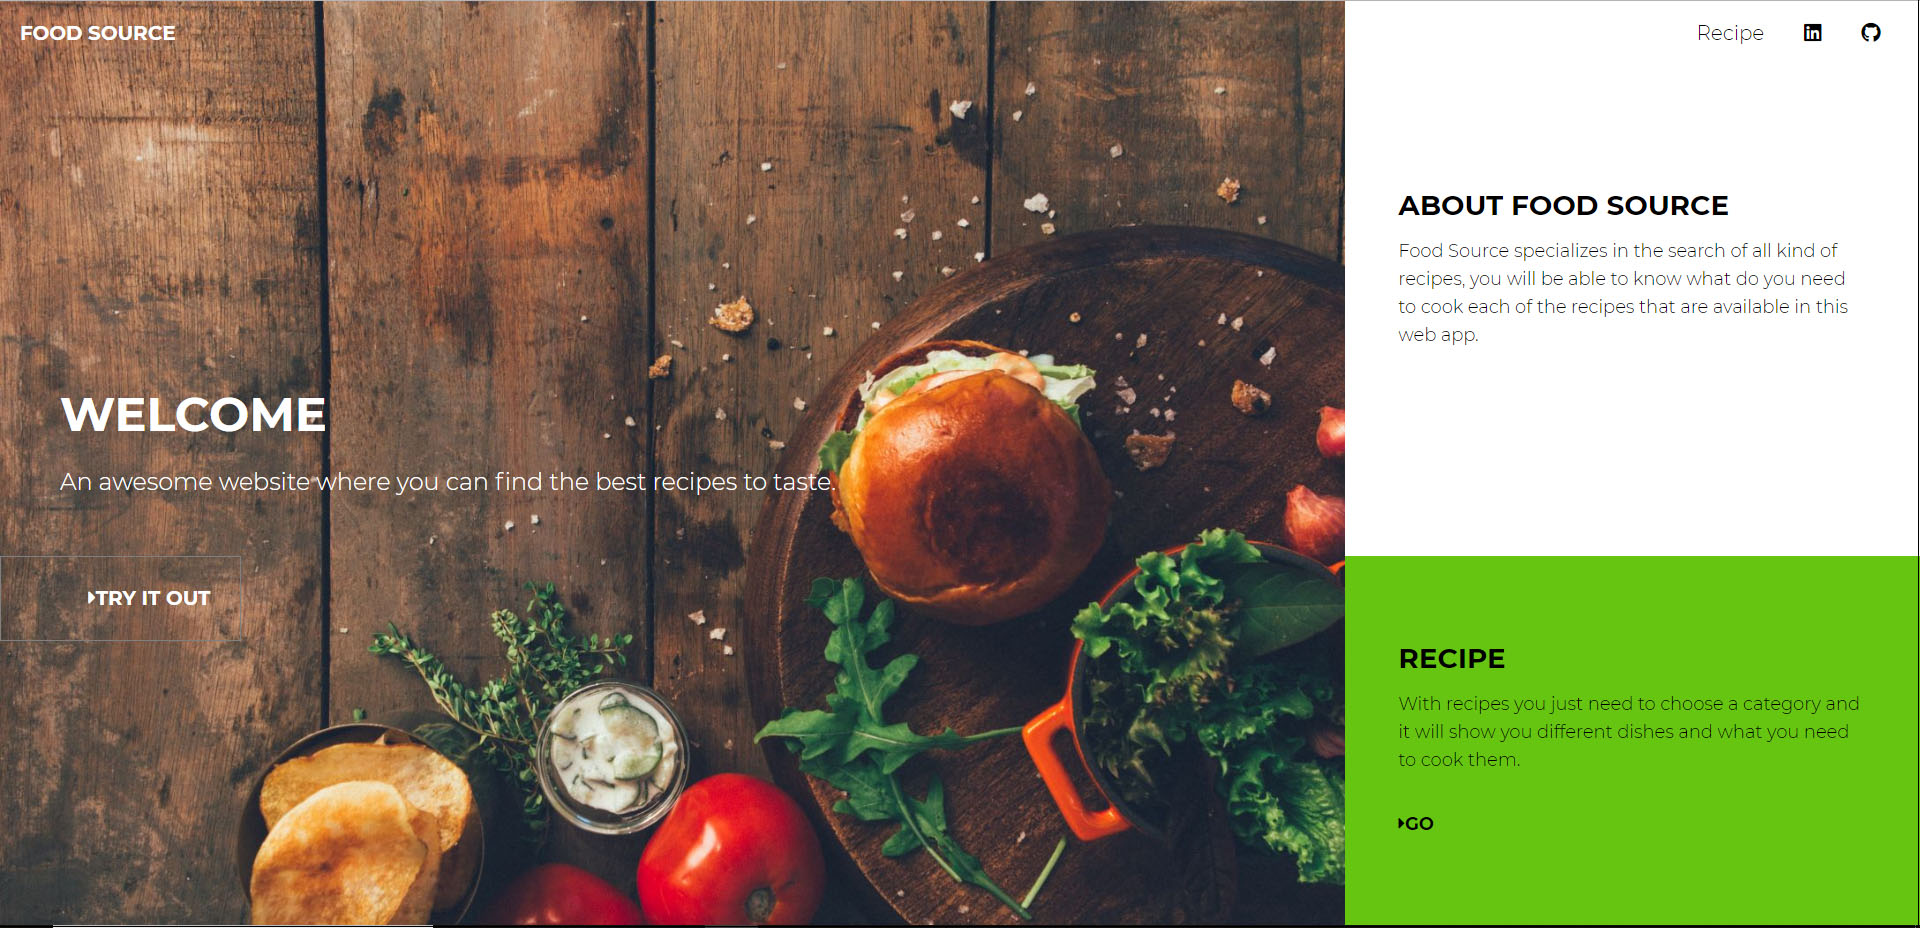 FOOD SOURCE
Recipe
WELCOME
An awesome website where you can find the best recipes to taste.
TRY IT OUT
ABOUT FOOD SOURCE
Food Source specializes in the search of all kind of
recipes, you will be able to know what do you need
to cook each of the recipes that are available in this
web app.
RECIPE
With recipes you just need to choose a category and
it will show you different dishes and what you need
to cook them.
GO